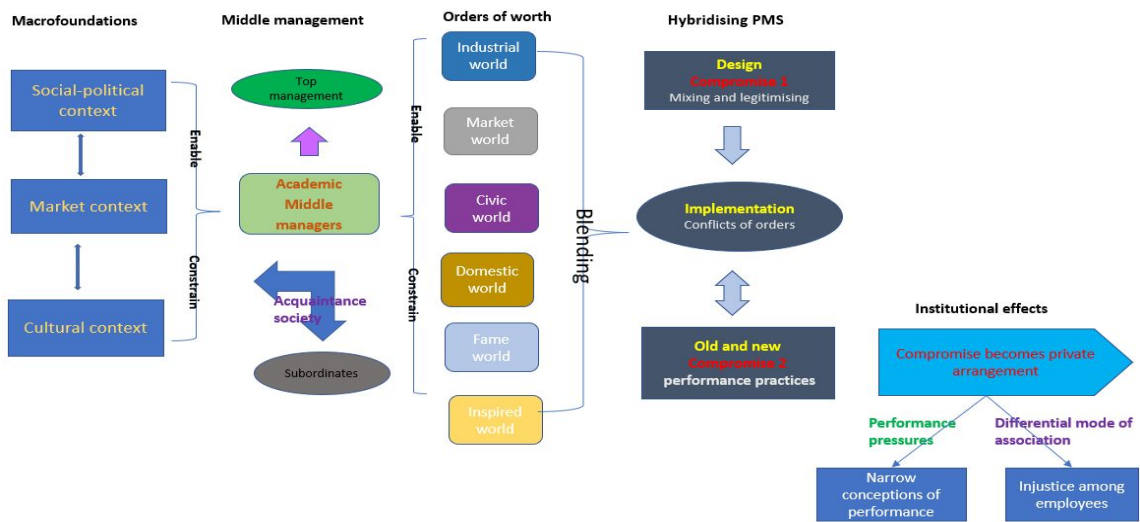 Macrofoundations
Social-political
context
Market context
Cultural context
Enable
Constrain
Middle management
Top
management
Academic
Middle
managers
Acquaintance
society
Subordinates
Enable
Constrain
Orders of worth
Industrial
world
Market
world
Civic
world
Domestic
world
Fame
world
Inspired
world
Blending
Hybridising PMS
Design
Compromise 1
Mixing and legitimising
Implementation
Conflicts of orders
Old and new
Compromise 2
performance practices
Institutional effects
Compromise becomes private
arrangement
Performance
pressures
Differential mode of
association
Narrow
conceptions of
performance
Injustice among
employees